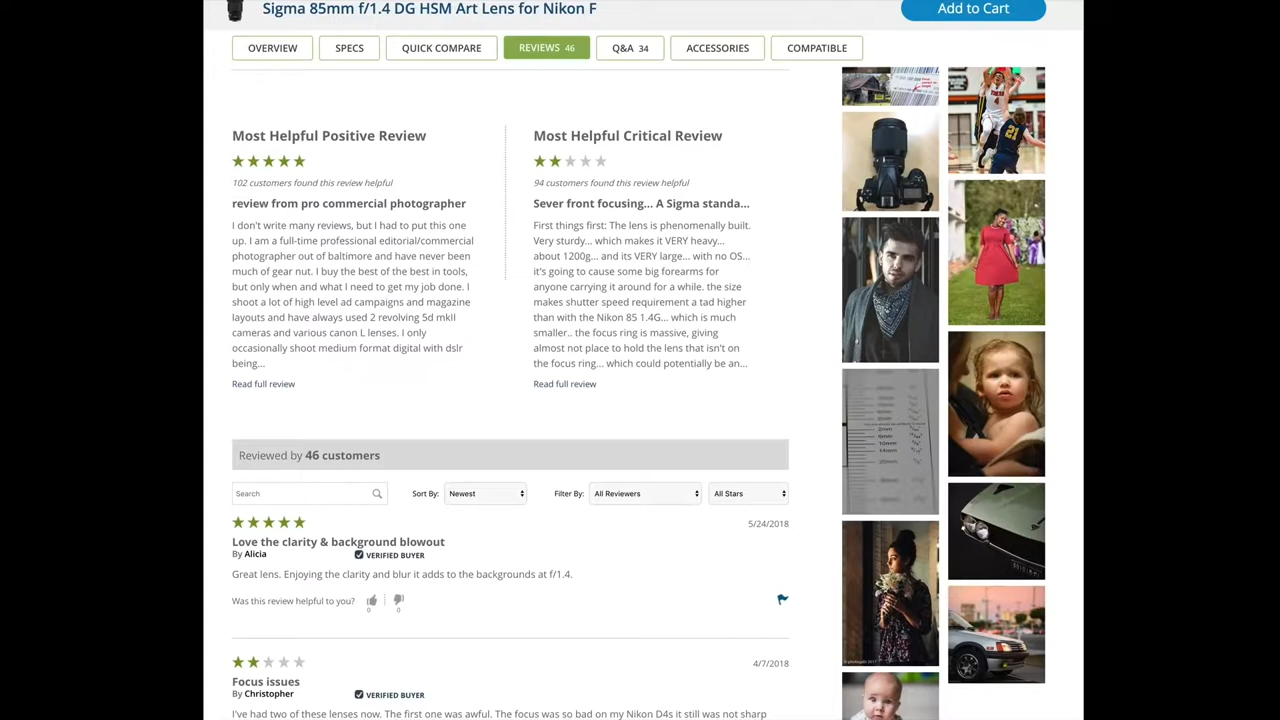 Sigma 85mm f/1.4 DG HSM Art Lens for Nikon F
Add to Cart
OVERVIEW
SPECS
QUICK COMPARE
REVIEWS 46
Q&A 34
ACCESSORIES
COMPATIBLE
Most Helpful Positive Review
102 customers found this review helpful
review from pro commercial photographer
I don't write many reviews, but I had to put this one
up. I am a full-time professional editorial/commercial
photographer out of baltimore and have never been
much of gear nut. I buy the best of the best in tools,
but only when and what I need to get my job done. I
shoot a lot of high level ad campaigns and magazine
layouts and have always used 2 revolving 5d mkII
cameras and various canon L lenses. I only
occasionally shoot medium format digital with dslr
being...
Read full review
Most Helpful Critical Review
94 customers found this review helpful
Sever front focusing... A Sigma standa...
First things first: The lens is phenomenally built.
Very sturdy... which makes it VERY heavy...
about 1200g... and its VERY large... with no OS...
it's going to cause some big forearms for
anyone carrying it around for a while. the size
makes shutter speed requirement a tad higher
than with the Nikon 85 1.4G... which is much
smaller.. the focus ring is massive, giving
almost not place to hold the lens that isn't on
the focus ring... which could potentially be an...
Read full review
Reviewed by 46 customers
Search
Sort By: Newest
Filter By: All Reviewers
All Stars
5/24/2018
Love the clarity & background blowout
By Alicia
VERIFIED BUYER
Great lens. Enjoying the clarity and blur it adds to the backgrounds at f/1.4.
Was this review helpful to you?
0
0
4/7/2018
Focus issues
By Christopher
VERIFIED BUYER
I've had two of these lenses now. The first one was awful. The focus was so bad on my Nikon D4s it still was not sharp
4
21